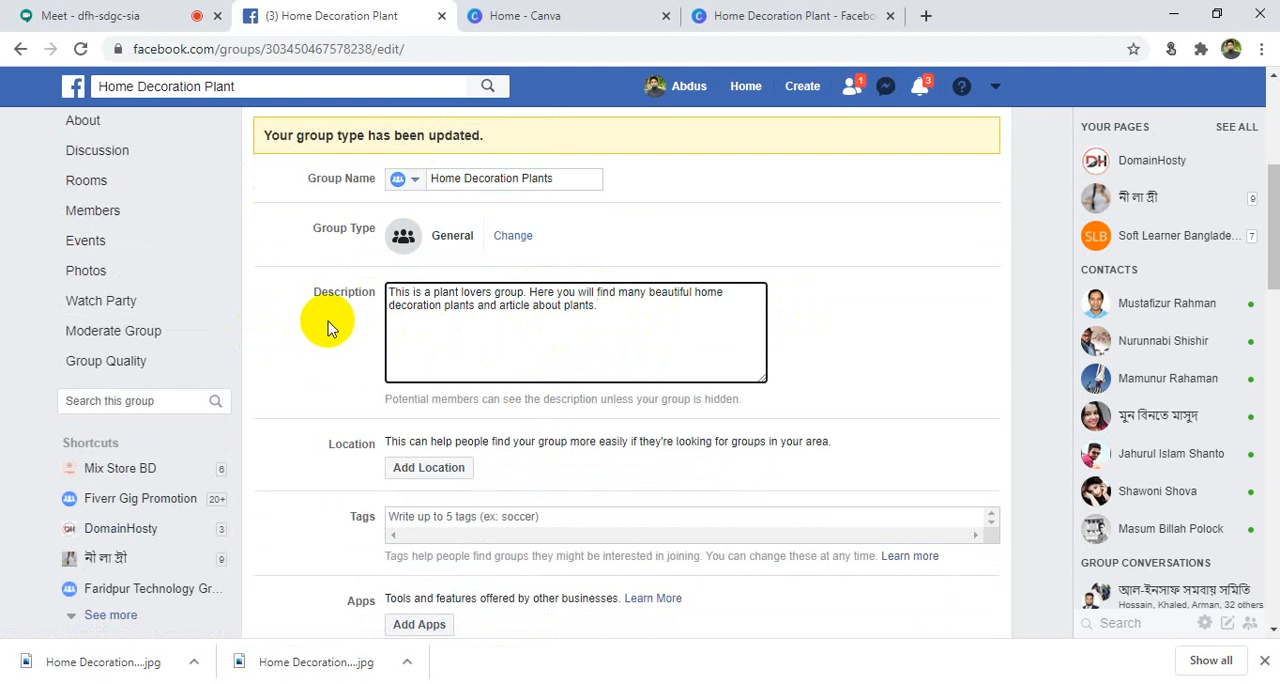 Meet - dfh-sdgc-sia
(3) Home Decoration Plant
Home - Canva
Home Decoration Plant - Facebo
facebook.com/groups/303450467578238/edit/
Home Decoration Plant
Abdus
Home
Create
1
3
About
Discussion
Rooms
Members
Events
Photos
Watch Party
Moderate Group
Group Quality
Search this group
Shortcuts
Mix Store BD 6
Fiverr Gig Promotion 20+
DomainHosty 3
নী লা দ্রী 9
Faridpur Technology Gr...
See more
Your group type has been updated.
Group Name Home Decoration Plants
Group Type General Change
Description This is a plant lovers group. Here you will find many beautiful home
decoration plants and article about plants.
Potential members can see the description unless your group is hidden.
Location This can help people find your group more easily if they're looking for groups in your area.
Add Location
Tags Write up to 5 tags (ex: soccer)
Tags help people find groups they might be interested in joining. You can change these at any time. Learn more
Apps Tools and features offered by other businesses. Learn More
Add Apps
YOUR PAGES SEE ALL
DH DomainHosty
নী লা দ্রী 9
SLB Soft Learner Banglade... 7
CONTACTS
Mustafizur Rahman
Nurunnabi Shishir
Mamunur Rahaman
মুন বিনতে মাসুদ
Jahurul Islam Shanto
Shawoni Shova
Masum Billah Polock
GROUP CONVERSATIONS
আল-ইনসাফ সমবায় সমিতি
Hossain, Khaled, Arman, 32 others
Search
Home Decoration....jpg
Home Decoration....jpg
Show all